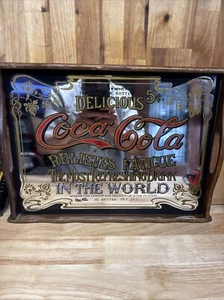 DELICIOUS 5¢
Coca-Cola
RELIEVES FATIGUE
THE MOST REFRESHING DRINK
IN THE WORLD